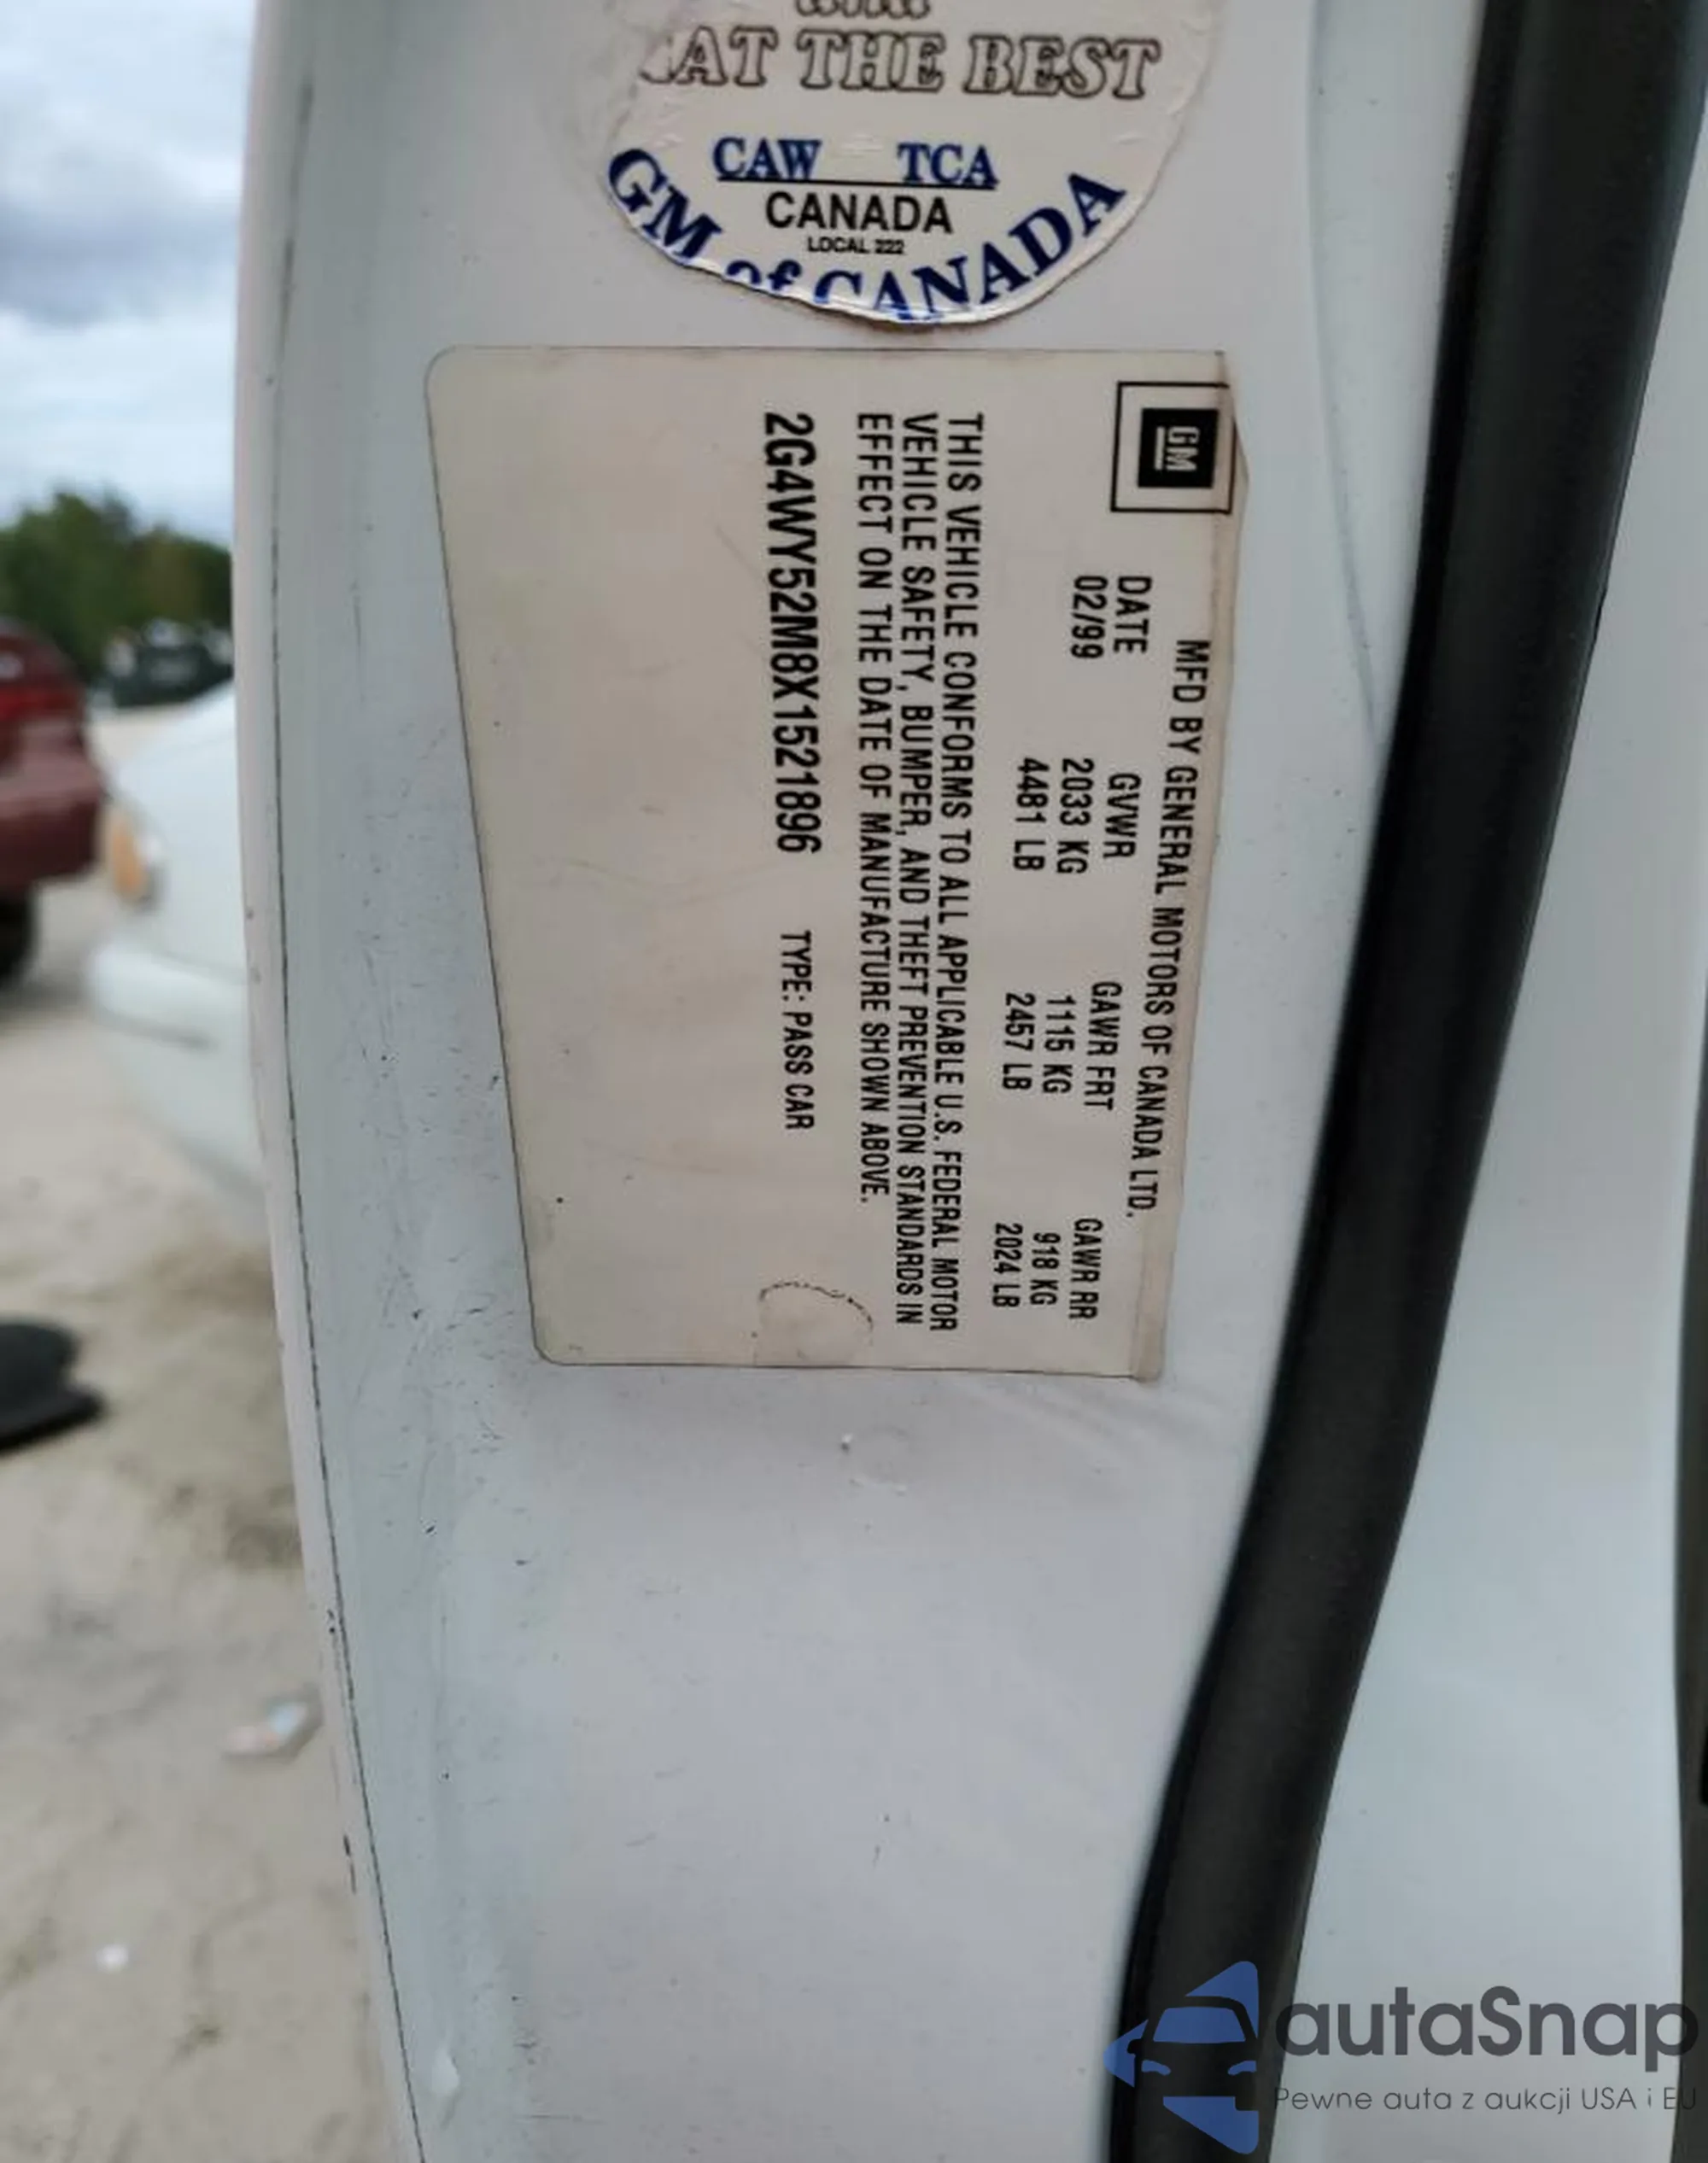 AT THE BEST
CAW TCA
CANADA
LOCAL 222
GM of CANADA
GM
MFD BY GENERAL MOTORS OF CANADA LTD.
DATE GVWR GAWR FRT GAWR RR
02/99 2033 KG 1115 KG 918 KG
4481 LB 2457 LB 2024 LB
THIS VEHICLE CONFORMS TO ALL APPLICABLE U.S. FEDERAL MOTOR
VEHICLE SAFETY, BUMPER, AND THEFT PREVENTION STANDARDS IN
EFFECT ON THE DATE OF MANUFACTURE SHOWN ABOVE.
2G4WY52M8X1521896 TYPE: PASS CAR
autaSnap
Pewne auta z aukcji USA i EU